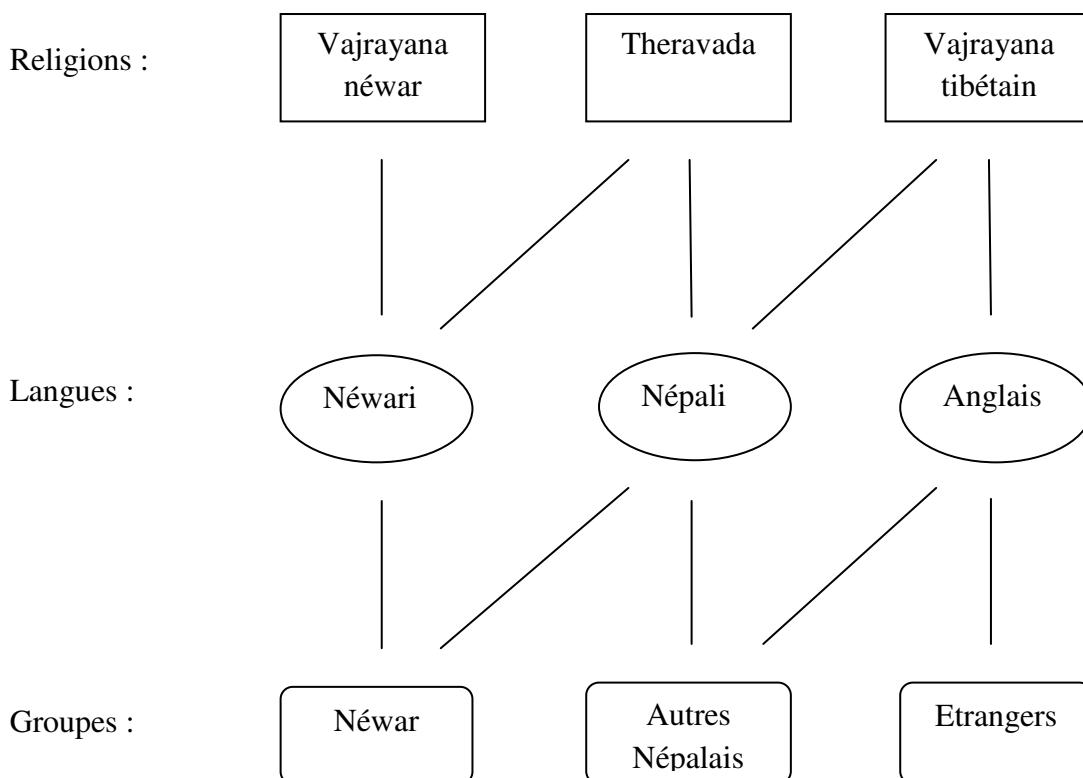 Religions :
Vajrayana
néwar
Theravada
Vajrayana
tibétain
Langues :
Néwari
Népali
Anglais
Groupes :
Néwar
Autres
Népalais
Etrangers